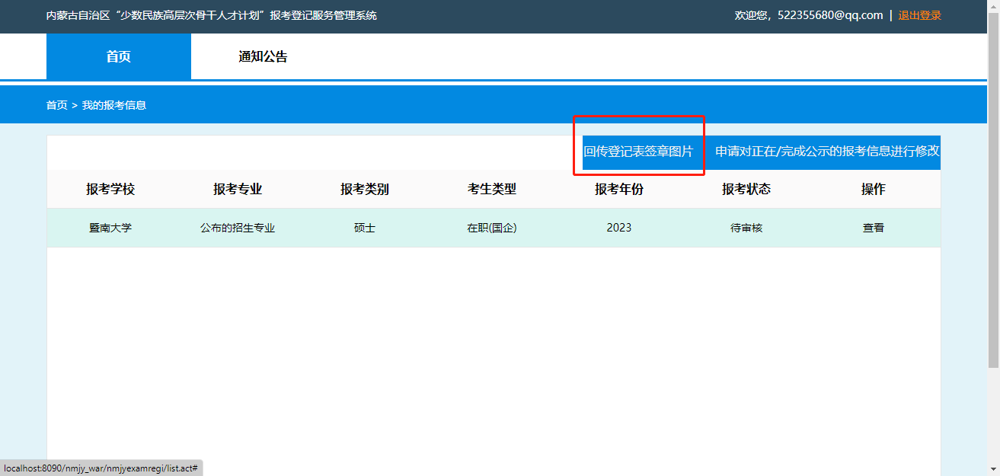 内蒙古自治区“少数民族高层次骨干人才计划”报考登记服务管理系统
欢迎您，522355680@qq.com | 退出登录
首页 通知公告
首页 > 我的报考信息
回传登记表签章图片 申请对正在/完成公示的报考信息进行修改
报考学校 报考专业 报考类别 考生类型 报考年份 报考状态 操作
暨南大学 公布的招生专业 硕士 在职(国企) 2023 待审核 查看
localhost:8090/nmjy_war/nmjyexamregi/list.act#